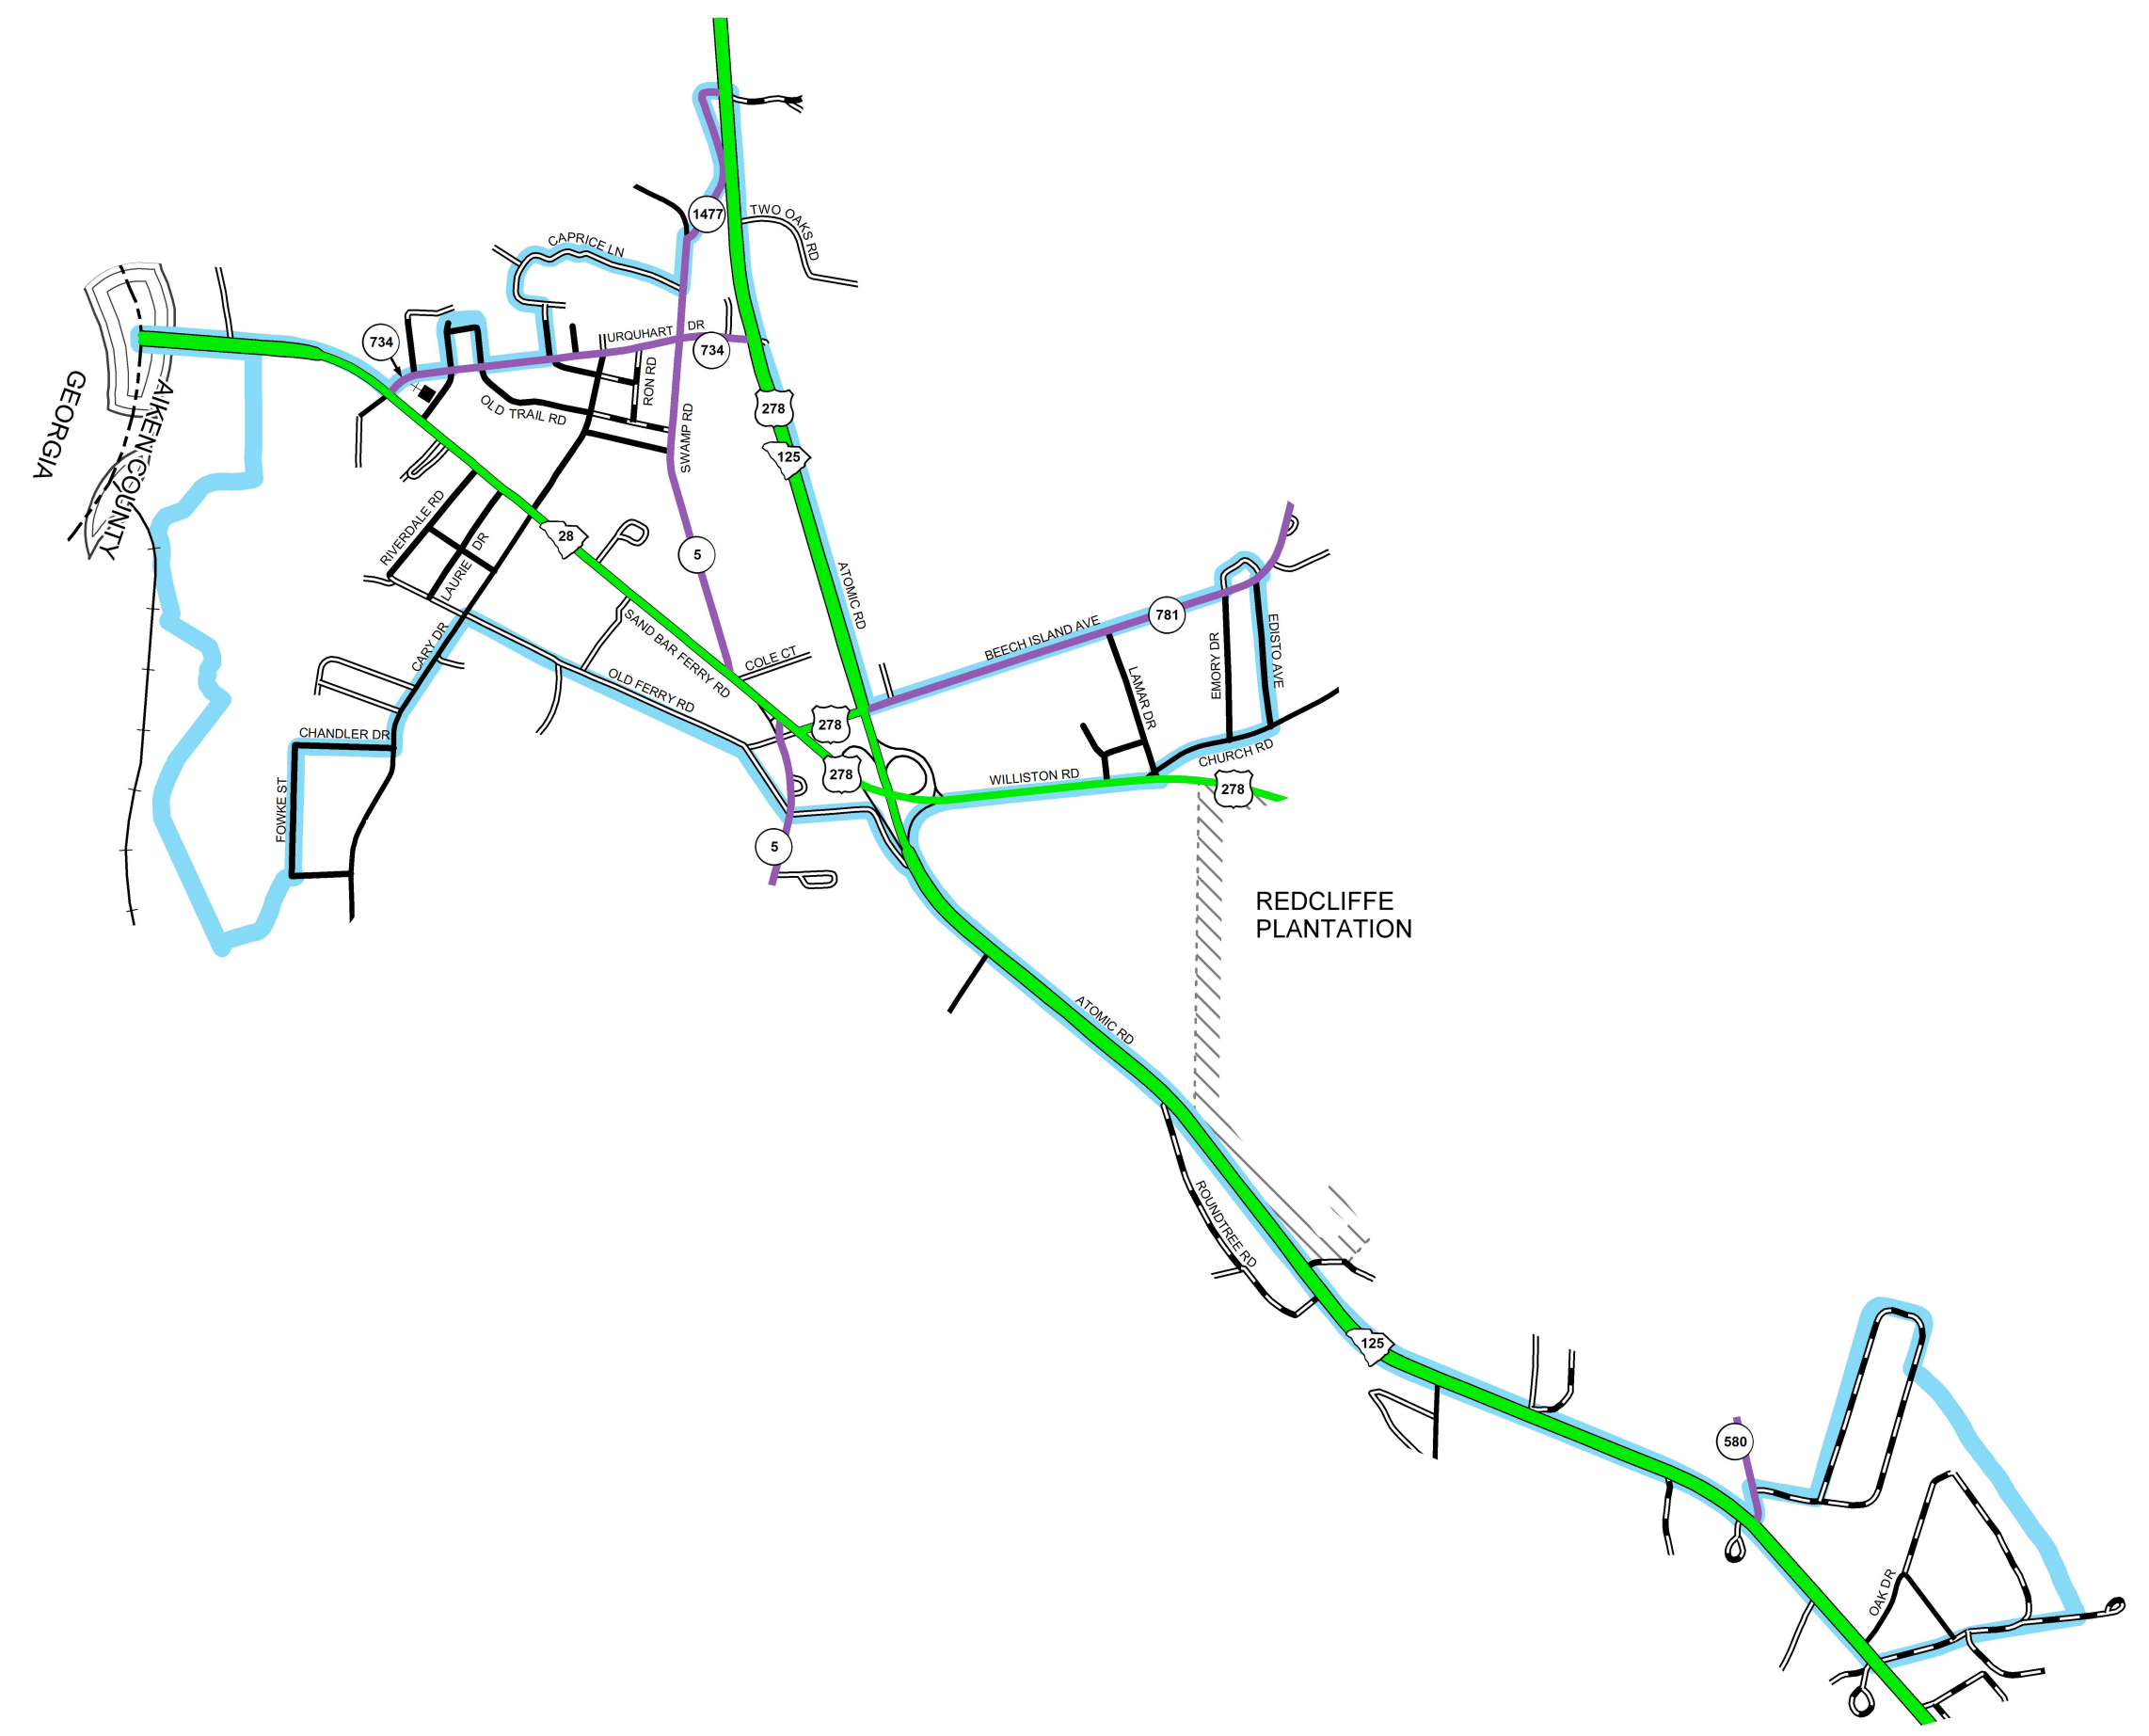 1477
TWO OAKS RD
CAPRICE LN
734
URQUHART DR
734
RON RD
OLD TRAIL RD
278
125
SWAMP RD
GEORGIA
AIKEN COUNTY
RIVERDALE RD
LAURIE DR
28
5
ATOMIC RD
SAND BAR FERRY RD
COLE CT
BEECH ISLAND AVE
781
EMORY DR
EDISTO AVE
LAMAR DR
CARY DR
OLD FERRY RD
278
CHANDLER DR
278
WILLISTON RD
CHURCH RD
278
FOWKE ST
5
REDCLIFFE
PLANTATION
ATOMIC RD
ROUNDTREE RD
125
580
OAK DR